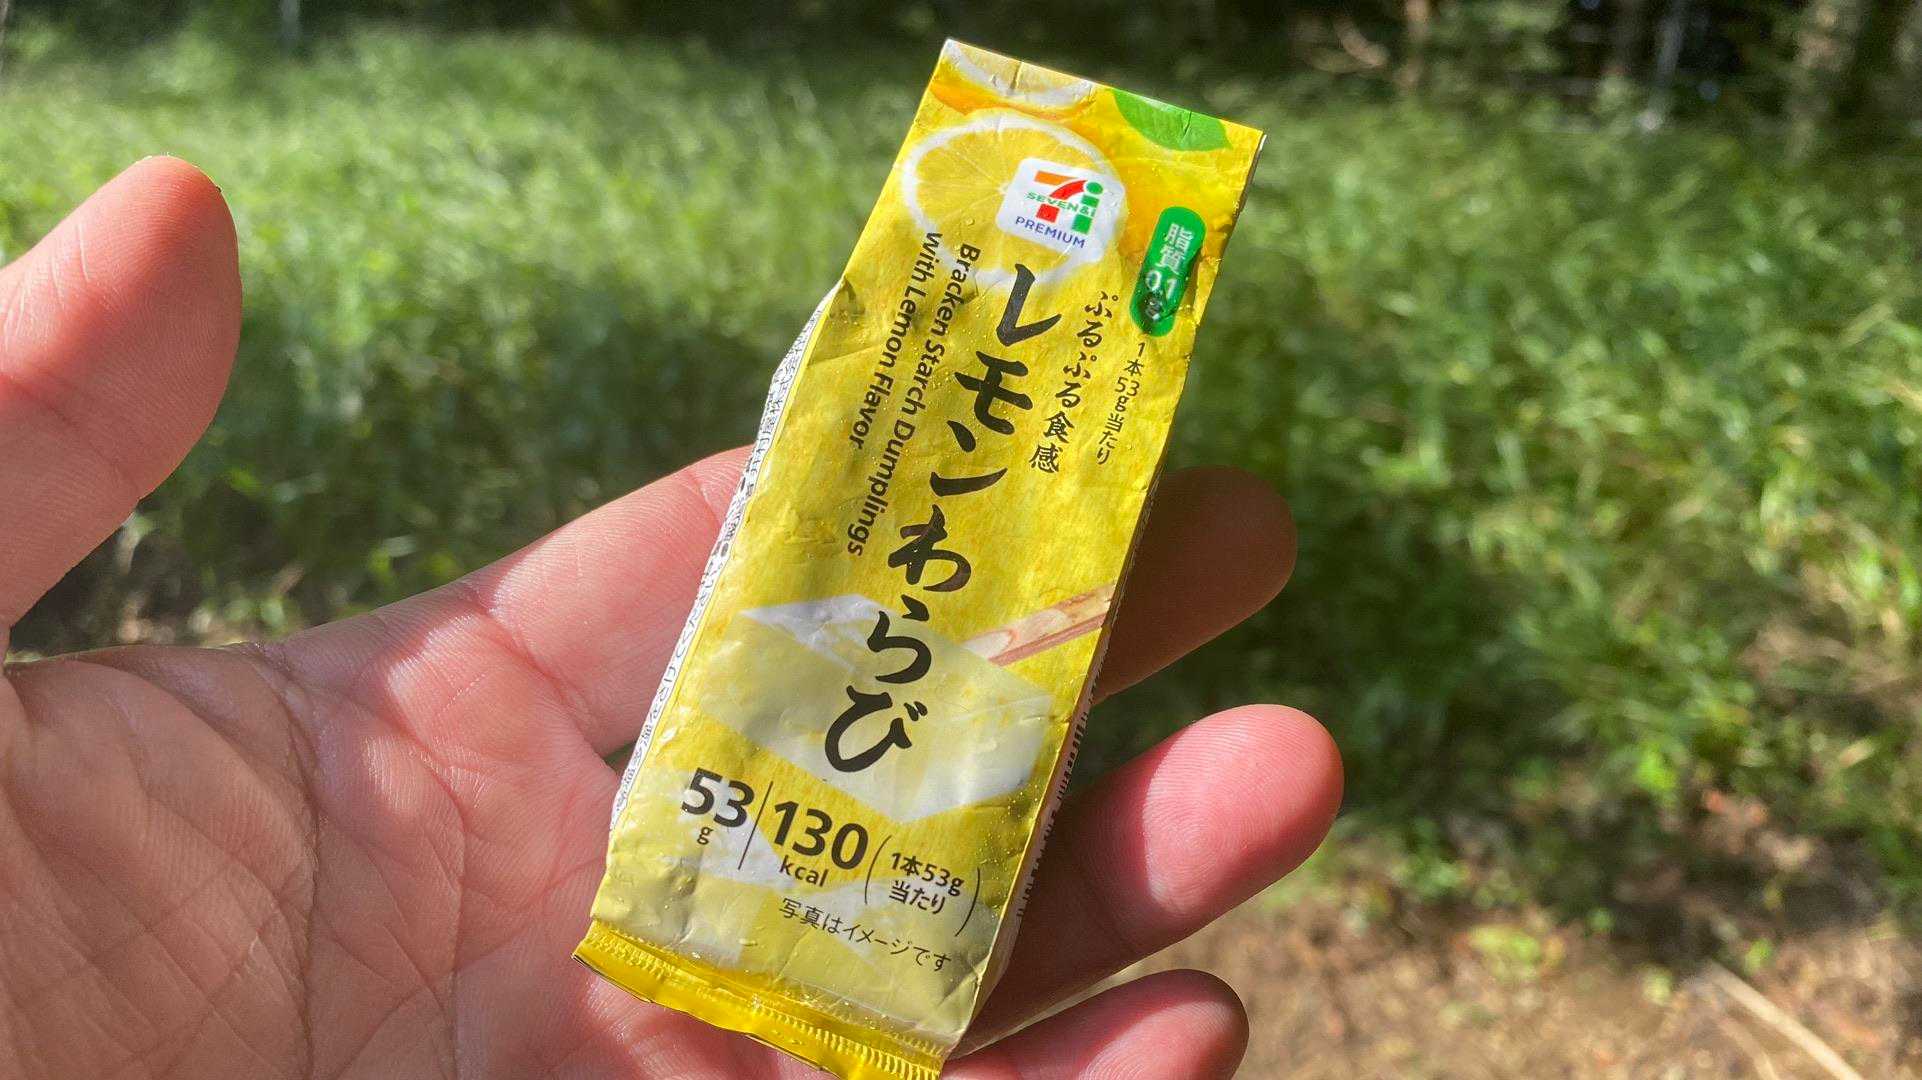 SEVEN&i
PREMIUM
脂質
0.1g
1本53g当たり
ぷるぷる食感
レモンわらび
Bracken Starch Dumplings
with Lemon Flavor
53g
130kcal
(1本53g
当たり)
写真はイメージです